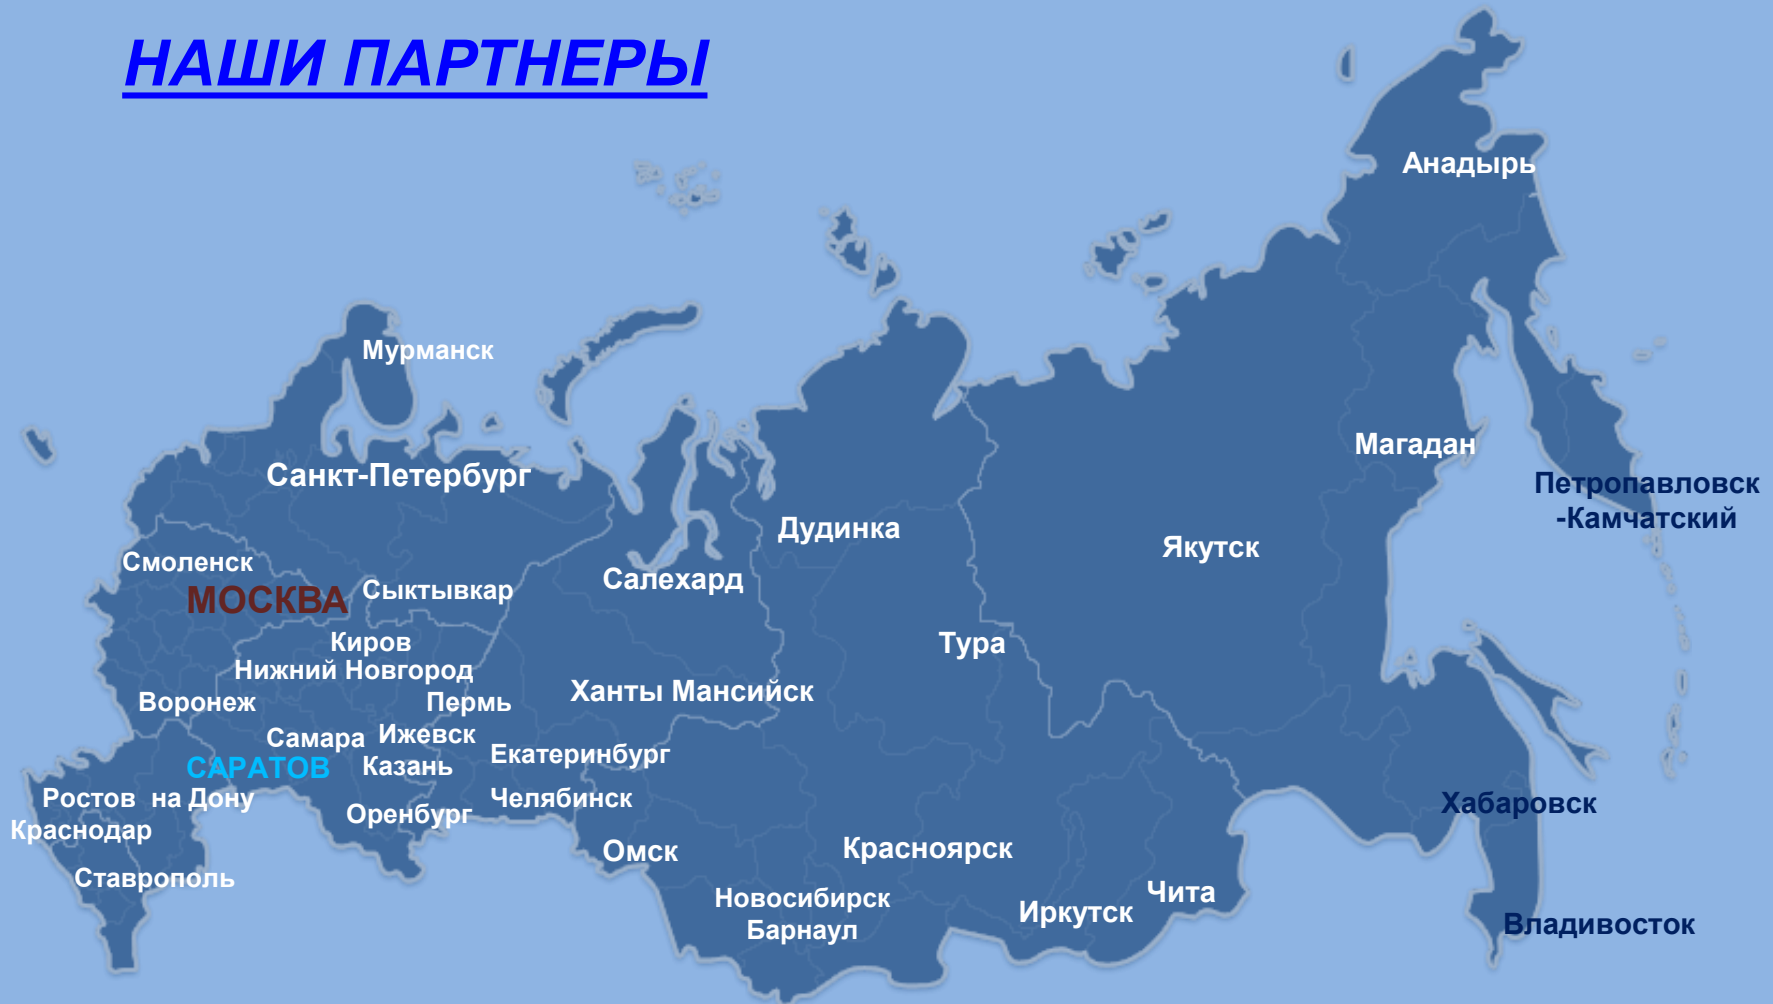 НАШИ ПАРТНЕРЫ
Анадырь
Мурманск
Магадан
Санкт-Петербург
Петропавловск
-Камчатский
Дудинка
Якутск
Смоленск
Салехард
Сыктывкар
МОСКВА
Киров
Тура
Нижний Новгород
Ханты Мансийск
Воронеж
Пермь
Самара
Ижевск
Екатеринбург
САРАТОВ
Казань
Ростов на Дону
Челябинск
Хабаровск
Оренбург
Краснодар
Омск
Красноярск
Ставрополь
Чита
Новосибирск
Иркутск
Владивосток
Барнаул